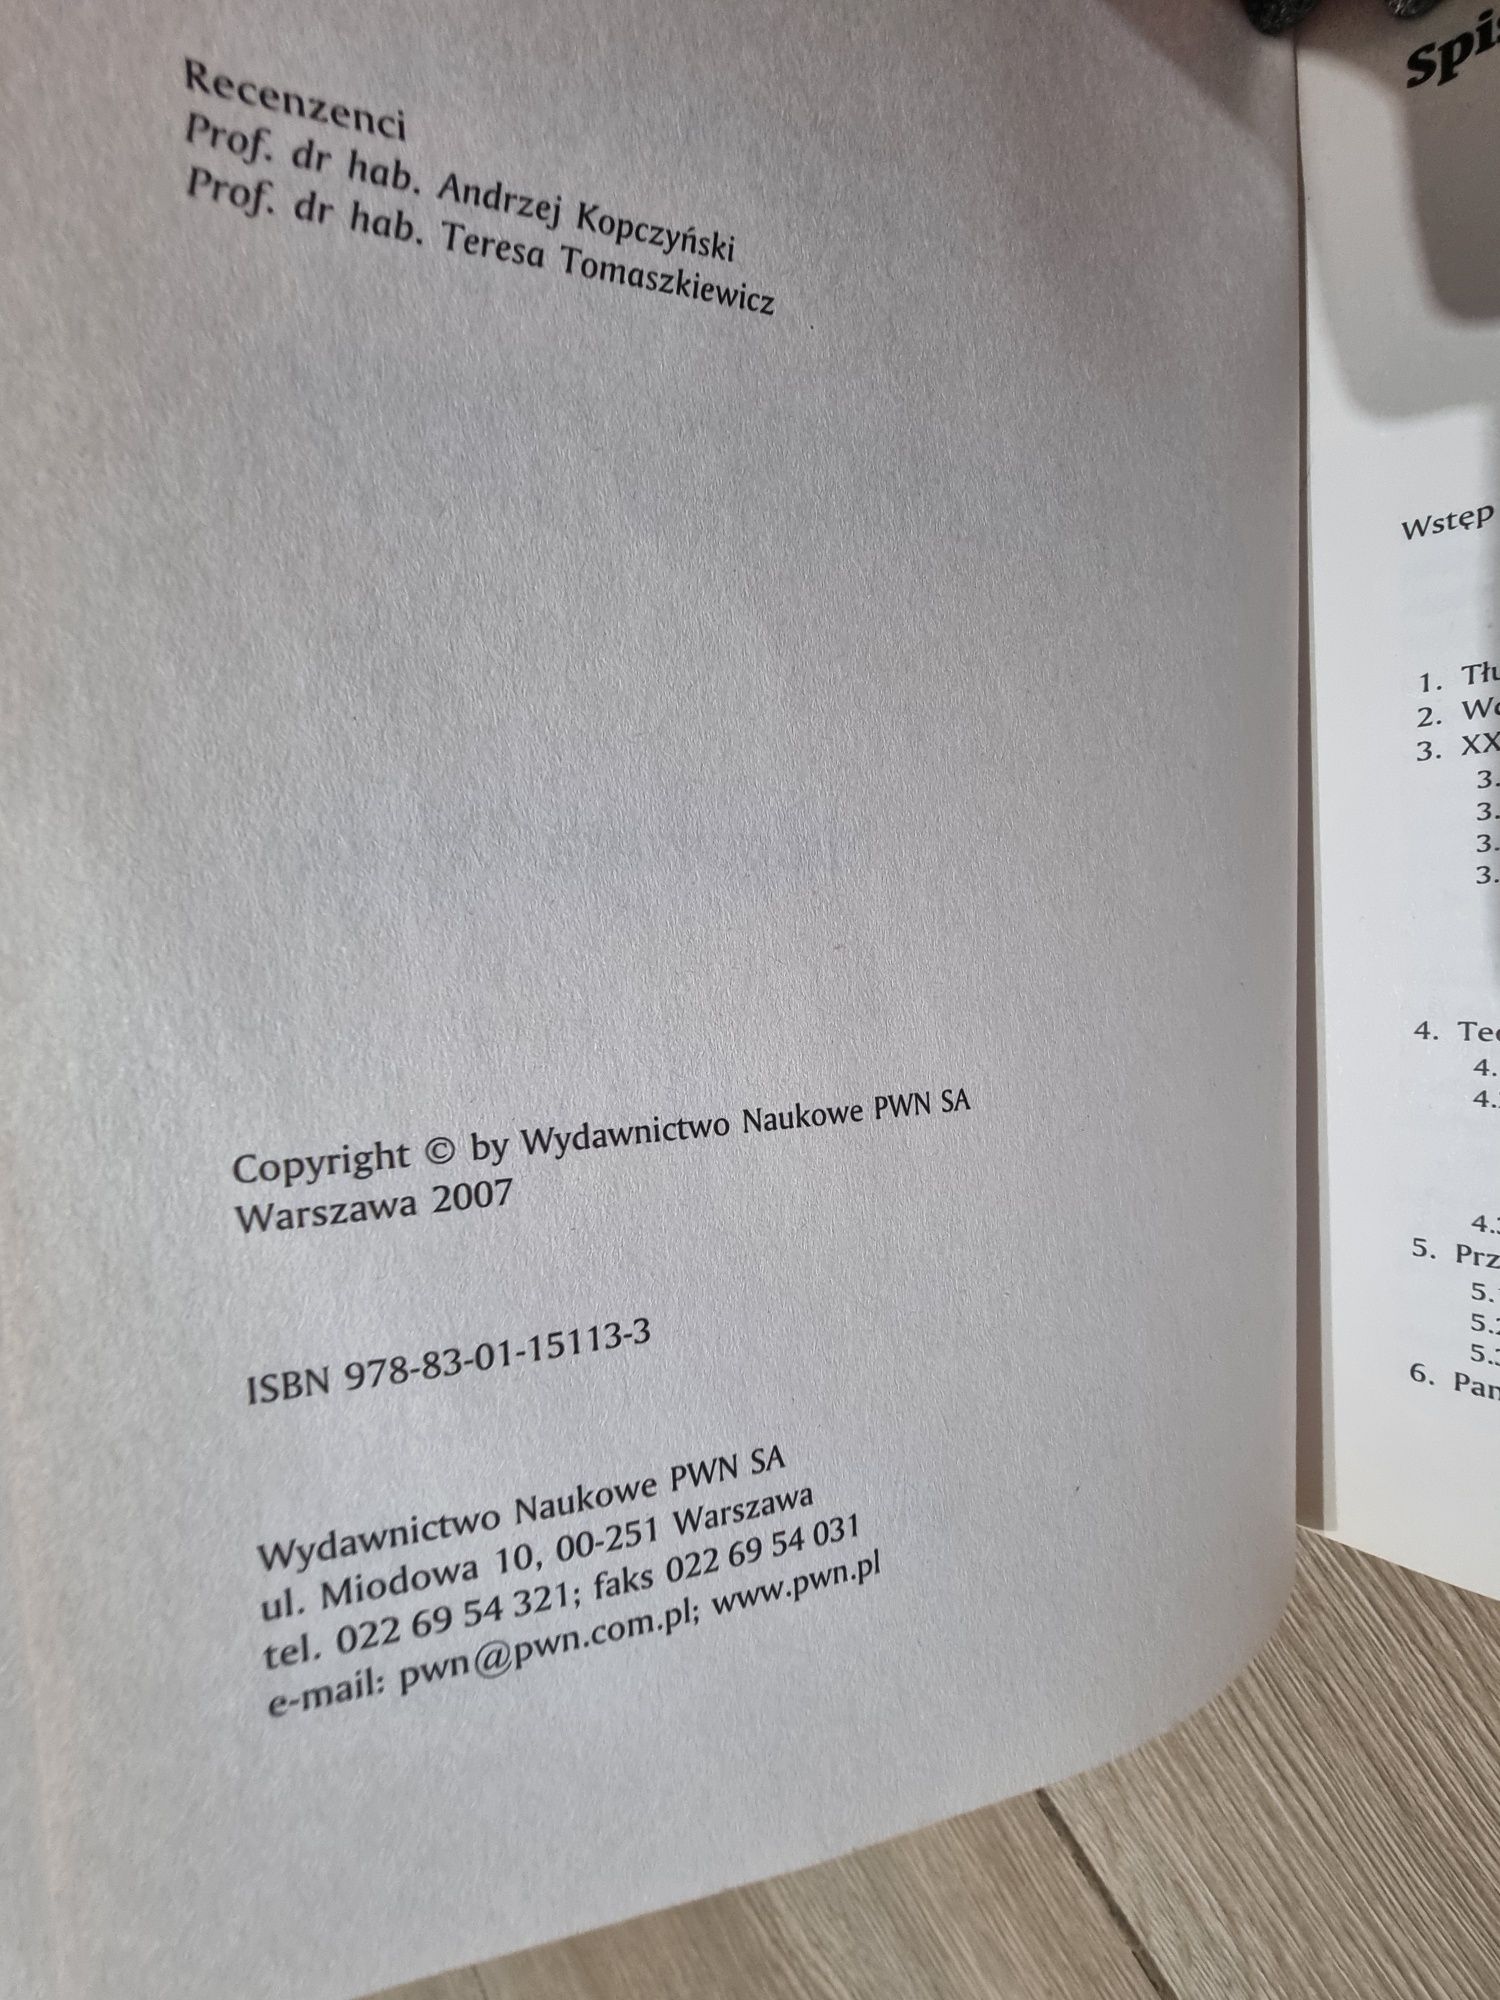 Recenzenci
Prof. dr hab. Andrzej Kopczyński
Prof. dr hab. Teresa Tomaszkiewicz
Copyright © by Wydawnictwo Naukowe PWN SA
Warszawa 2007
ISBN 978-83-01-15113-3
Wydawnictwo Naukowe PWN SA
ul. Miodowa 10, 00-251 Warszawa
tel. 022 69 54 321; faks 022 69 54 031
e-mail: pwn@pwn.com.pl; www.pwn.pl
Wstęp
1.
2.
3.
4.
5.
6.